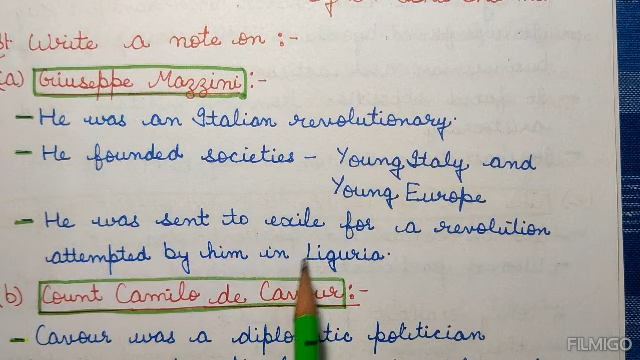 Write a note on :-
(a) Giuseppe Mazzini :-
- He was an Italian revolutionary.
- He founded societies - Young Italy and
Young Europe
- He was sent to exile for a revolution
attempted by him in Liguria.
(b) Count Camilo de Cavour :-
- Cavour was a diplomatic politician
FILMIGO